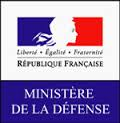 Liberté • Égalité • Fraternité
RÉPUBLIQUE FRANÇAISE
MINISTÈRE
DE LA DÉFENSE